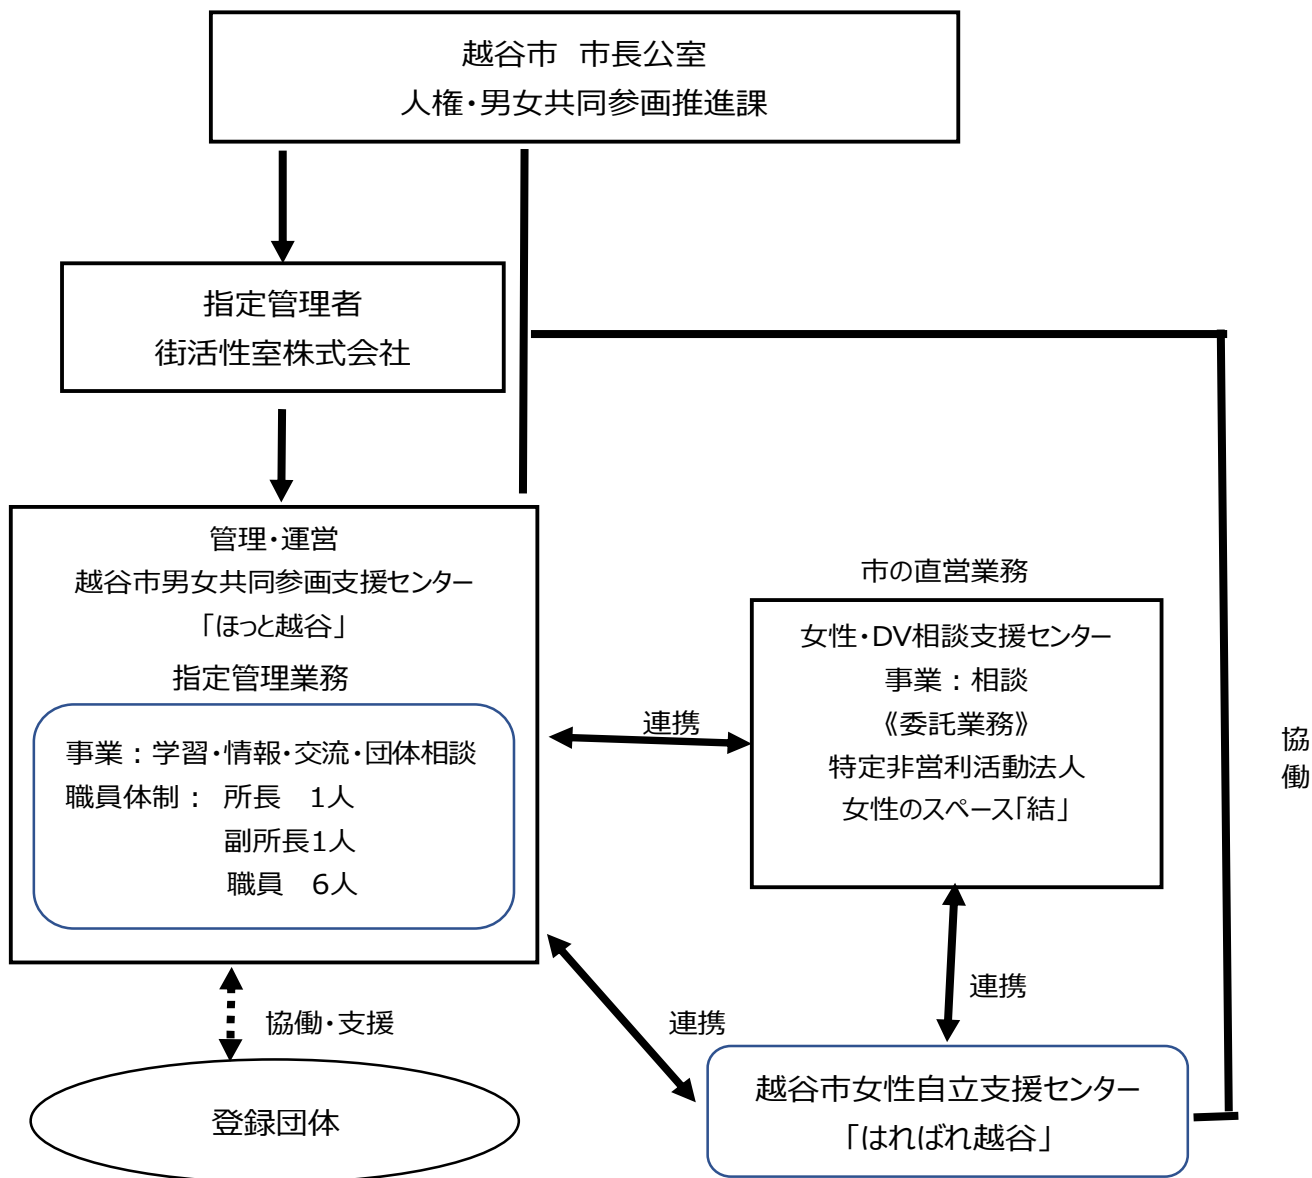 越谷市　市長公室
人権・男女共同参画推進課
指定管理者
街活性室株式会社
管理・運営
越谷市男女共同参画支援センター
「ほっと越谷」
指定管理業務
事業：学習・情報・交流・団体相談
職員体制：　所長　1人
副所長1人
職員　6人
連携
市の直営業務
女性・DV相談支援センター
事業：相談
《委託業務》
特定非営利活動法人
女性のスペース「結」
協
働
協働・支援
連携
連携
登録団体
越谷市女性自立支援センター
「はればれ越谷」